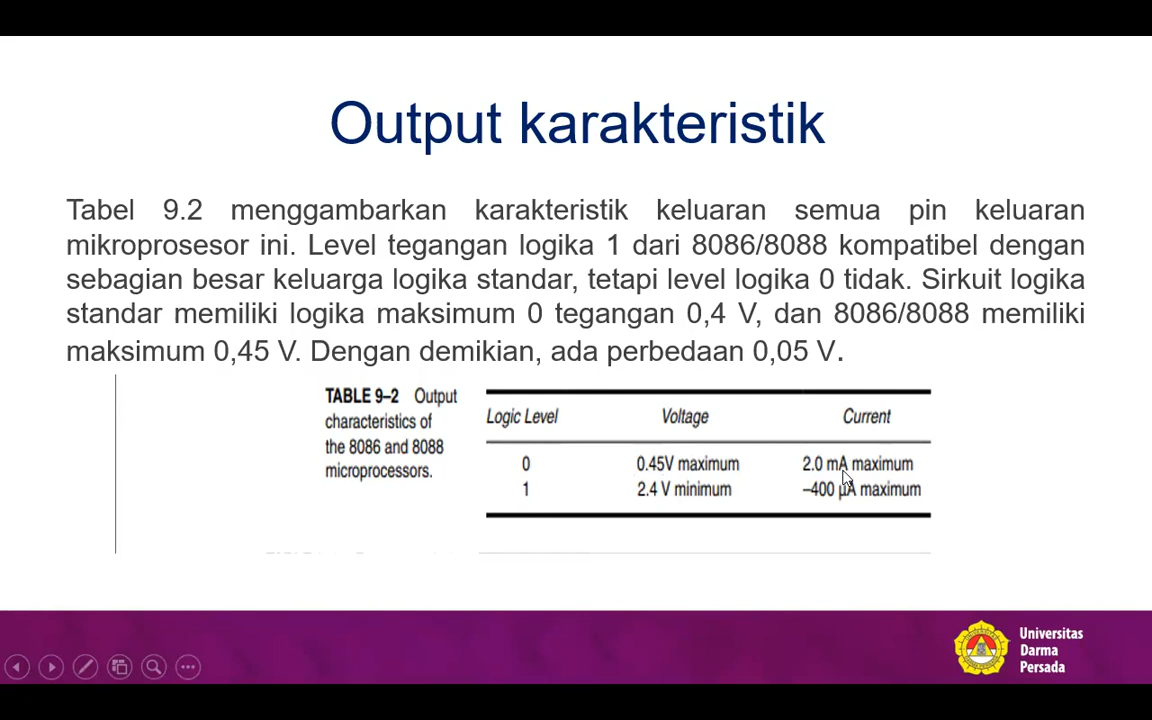 Output karakteristik
Tabel 9.2 menggambarkan karakteristik keluaran semua pin keluaran
mikroprosesor ini. Level tegangan logika 1 dari 8086/8088 kompatibel dengan
sebagian besar keluarga logika standar, tetapi level logika 0 tidak. Sirkuit logika
standar memiliki logika maksimum 0 tegangan 0,4 V, dan 8086/8088 memiliki
maksimum 0,45 V. Dengan demikian, ada perbedaan 0,05 V.
TABLE 9–2 Output
characteristics of
the 8086 and 8088
microprocessors.
Logic Level Voltage Current
0 0.45V maximum 2.0 mA maximum
1 2.4 V minimum –400 µA maximum
Universitas
Darma
Persada